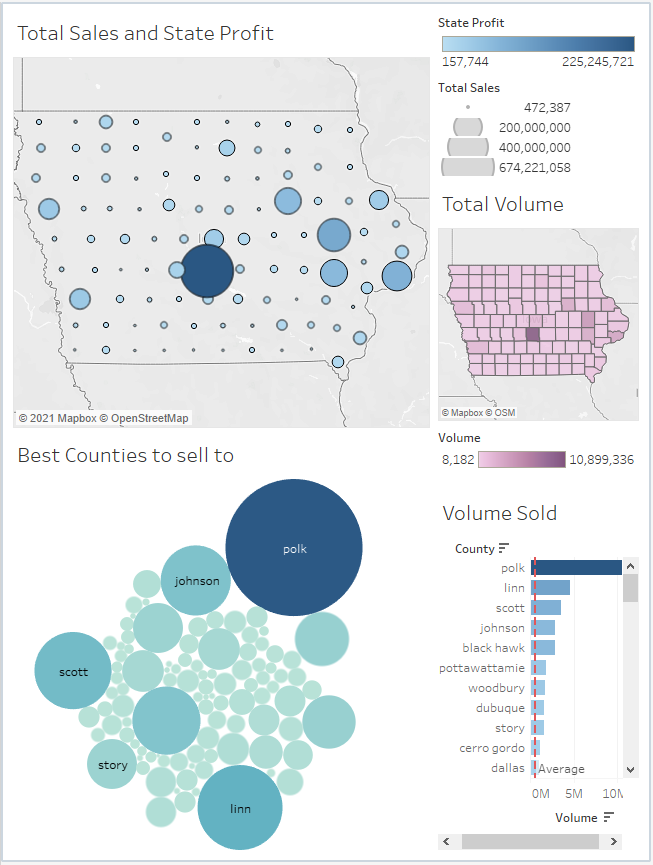 Total Sales and State Profit
© 2021 Mapbox © OpenStreetMap
State Profit
157,744 225,245,721
Total Sales
472,387
200,000,000
400,000,000
674,221,058
Total Volume
© Mapbox © OSM
Volume
8,182 10,899,336
Best Counties to sell to
polk
johnson
scott
story
linn
Volume Sold
County
polk
linn
scott
johnson
black hawk
pottawattamie
woodbury
dubuque
story
cerro gordo
dallas
Average
0M 5M 10M
Volume